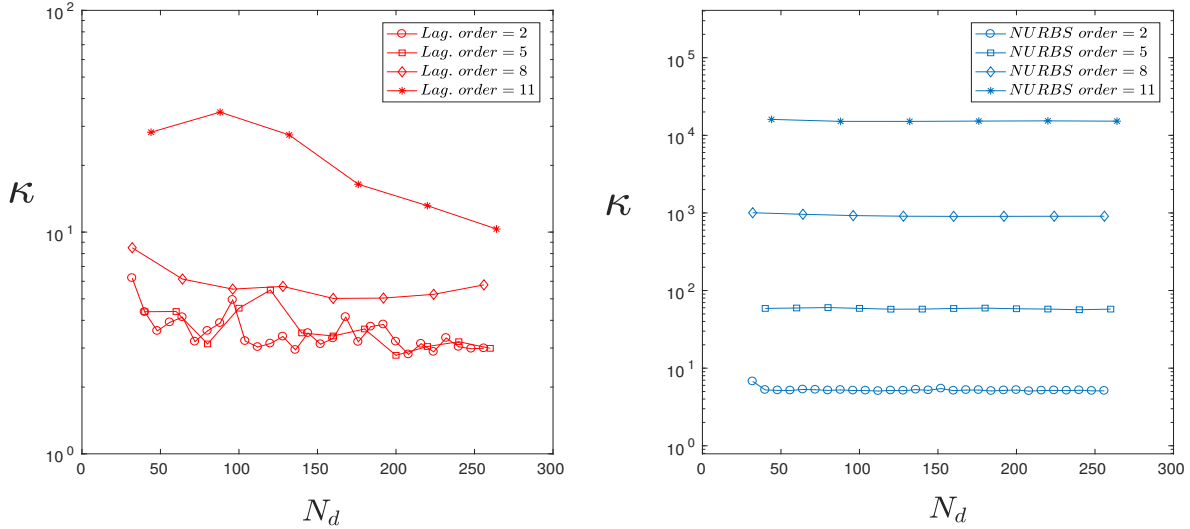 10^2
Lag. order = 2
Lag. order = 5
Lag. order = 8
Lag. order = 11
κ
10^1
10^0
0 50 100 150 200 250 300
N_d
NURBS order = 2
NURBS order = 5
NURBS order = 8
NURBS order = 11
10^5
10^4
κ
10^3
10^2
10^1
10^0
0 50 100 150 200 250 300
N_d